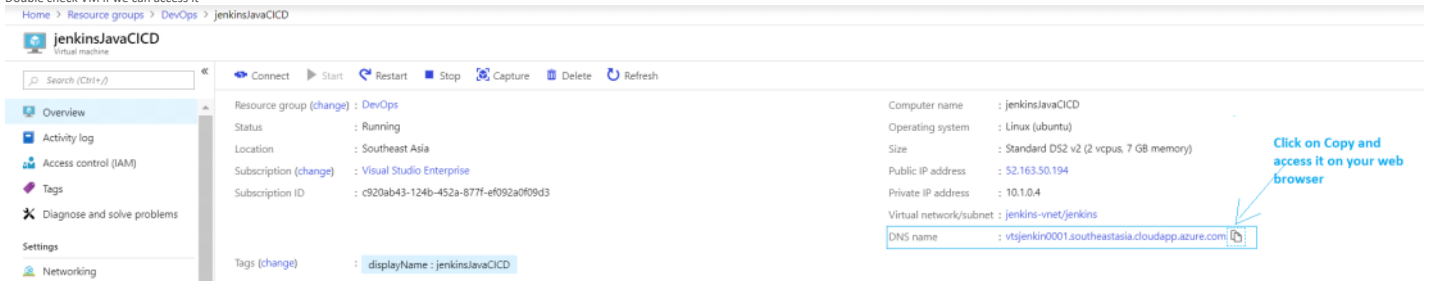 Double check VM if we can access it
Home > Resource groups > DevOps > jenkinsJavaCICD
jenkinsJavaCICD
Virtual machine
Search (Ctrl+/)
«
Connect Start Restart Stop Capture Delete Refresh
Overview
Activity log
Access control (IAM)
Tags
Diagnose and solve problems
Settings
Networking
Resource group (change) : DevOps
Status : Running
Location : Southeast Asia
Subscription (change) : Visual Studio Enterprise
Subscription ID : c920ab43-124b-452a-877f-ef092a0f09d3
Computer name : jenkinsJavaCICD
Operating system : Linux (ubuntu)
Size : Standard DS2 v2 (2 vcpus, 7 GB memory)
Public IP address : 52.163.50.194
Private IP address : 10.1.0.4
Virtual network/subnet : jenkins-vnet/jenkins
DNS name : vtsjenkin0001.southeastasia.cloudapp.azure.com
Tags (change) : displayName : jenkinsJavaCICD
Click on Copy and
access it on your web
browser